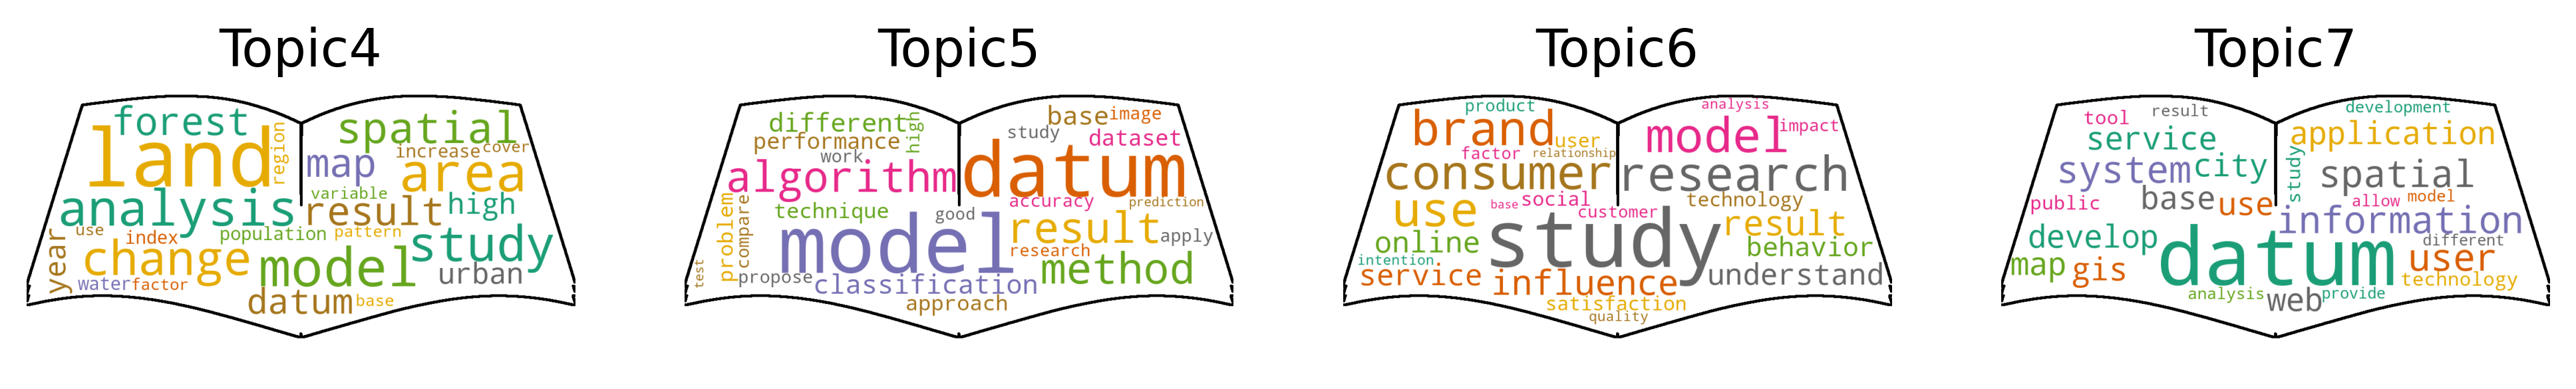 Topic4
forest
spatial
land
region
map
increase
cover
area
variable
analysis
result
high
use
index
population
pattern
study
year
change
model
urban
water
factor
datum
base
Topic5
different
high
base
image
performance
study
dataset
work
algorithm
datum
problem
compare
technique
good
accuracy
prediction
model
result
apply
research
test
propose
classification
method
approach
Topic6
product
analysis
brand
user
model
impact
factor
relationship
consumer
research
use
base
social
customer
technology
result
online
study
behavior
intention
service
influence
understand
satisfaction
quality
Topic7
tool
result
development
service
application
system
city
study
spatial
public
base
use
allow
model
information
develop
datum
different
map
gis
user
technology
analysis
web
provide